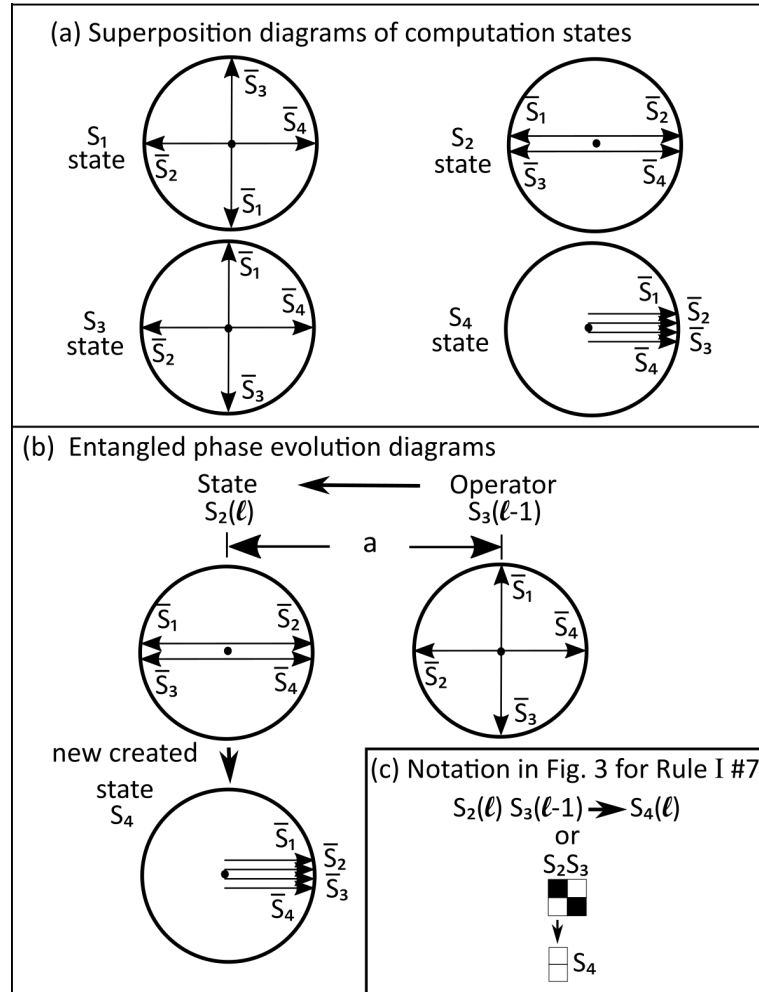 (a) Superposition diagrams of computation states
S₁
state
S̅₃
S̅₄
S̅₂
S̅₁
S₂
state
S̅₁ S̅₂
S̅₃ S̅₄
S₃
state
S̅₁
S̅₄
S̅₂
S̅₃
S₄
state
S̅₁
S̅₂
S̅₃
S̅₄
(b) Entangled phase evolution diagrams
State Operator
S₂(ℓ) S₃(ℓ-1)
a
S̅₁ S̅₂
S̅₃ S̅₄
S̅₁
S̅₄
S̅₂
S̅₃
new created
state
S₄
S̅₁
S̅₂
S̅₃
S̅₄
(c) Notation in Fig. 3 for Rule I #7
S₂(ℓ) S₃(ℓ-1) S₄(ℓ)
or
S₂S₃
S₄